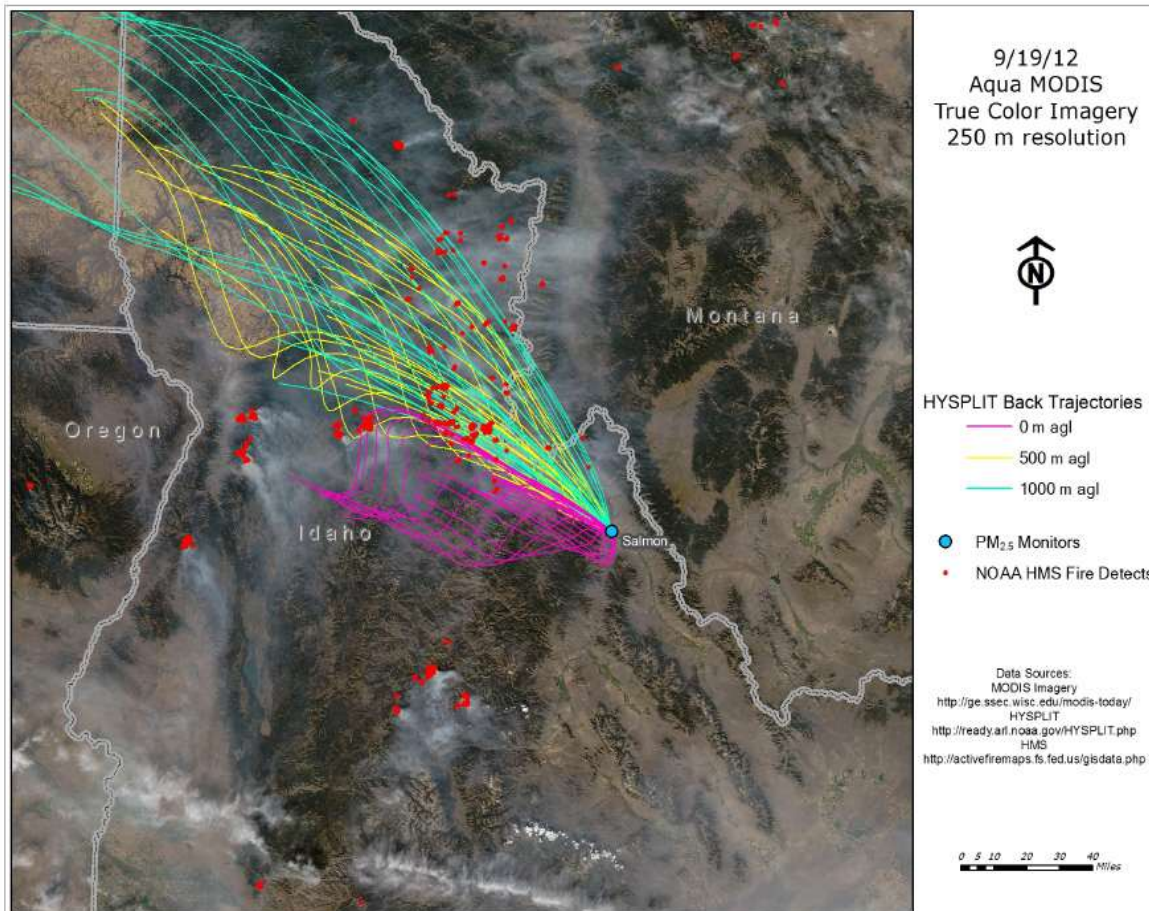 9/19/12
Aqua MODIS
True Color Imagery
250 m resolution
N
Montana
Oregon
Idaho
Salmon
HYSPLIT Back Trajectories
0 m agl
500 m agl
1000 m agl
PM2.5 Monitors
NOAA HMS Fire Detects
Data Sources:
MODIS Imagery
http://ge.ssec.wisc.edu/modis-today/
HYSPLIT
http://ready.arl.noaa.gov/HYSPLIT.php
HMS
http://activefiremaps.fs.fed.us/gisdata.php
0 5 10 20 30 40
Miles